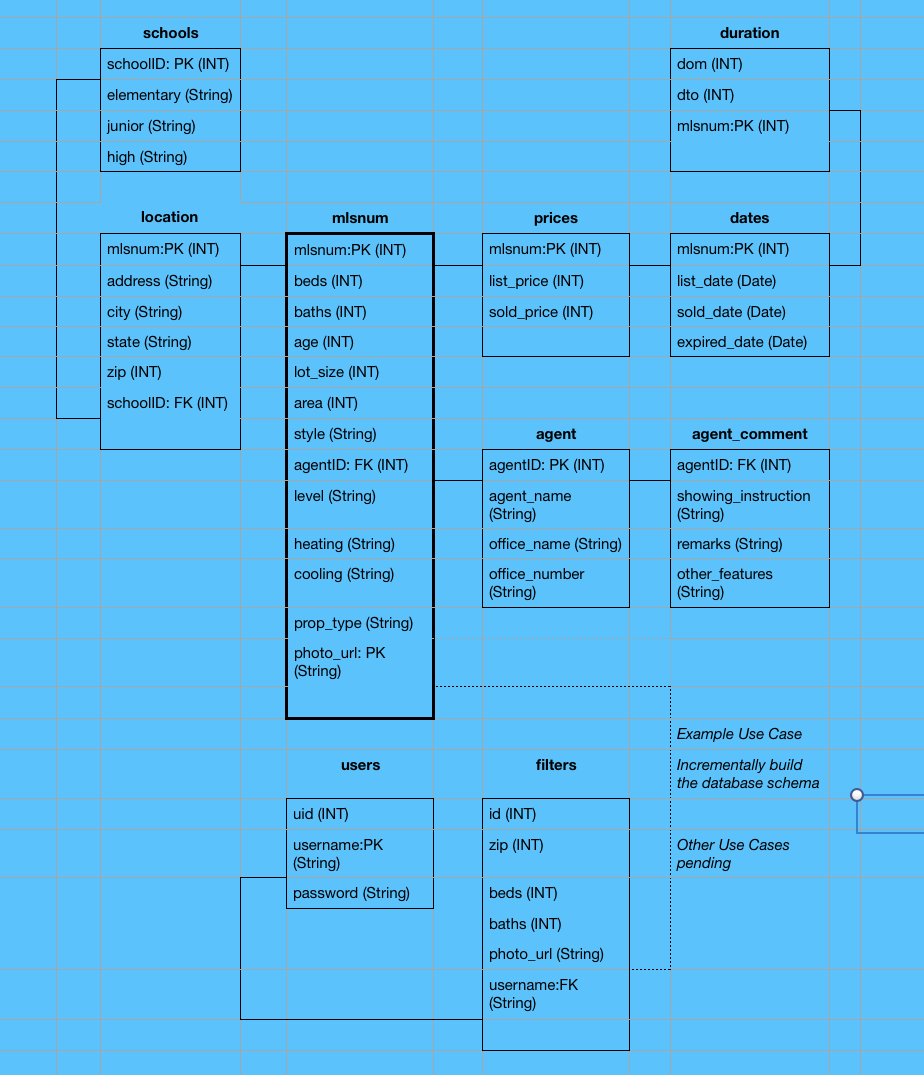 schools
schoolID: PK (INT)
elementary (String)
junior (String)
high (String)
duration
dom (INT)
dto (INT)
mlsnum:PK (INT)
location
mlsnum:PK (INT)
address (String)
city (String)
state (String)
zip (INT)
schoolID: FK (INT)
mlsnum
mlsnum:PK (INT)
beds (INT)
baths (INT)
age (INT)
lot_size (INT)
area (INT)
style (String)
agentID: FK (INT)
level (String)
heating (String)
cooling (String)
prop_type (String)
photo_url: PK
(String)
prices
mlsnum:PK (INT)
list_price (INT)
sold_price (INT)
dates
mlsnum:PK (INT)
list_date (Date)
sold_date (Date)
expired_date (Date)
agent
agentID: PK (INT)
agent_name
(String)
office_name (String)
office_number
(String)
agent_comment
agentID: FK (INT)
showing_instruction
(String)
remarks (String)
other_features
(String)
users
uid (INT)
username:PK
(String)
password (String)
filters
id (INT)
zip (INT)
beds (INT)
baths (INT)
photo_url (String)
username:FK
(String)
Example Use Case
Incrementally build
the database schema
Other Use Cases
pending